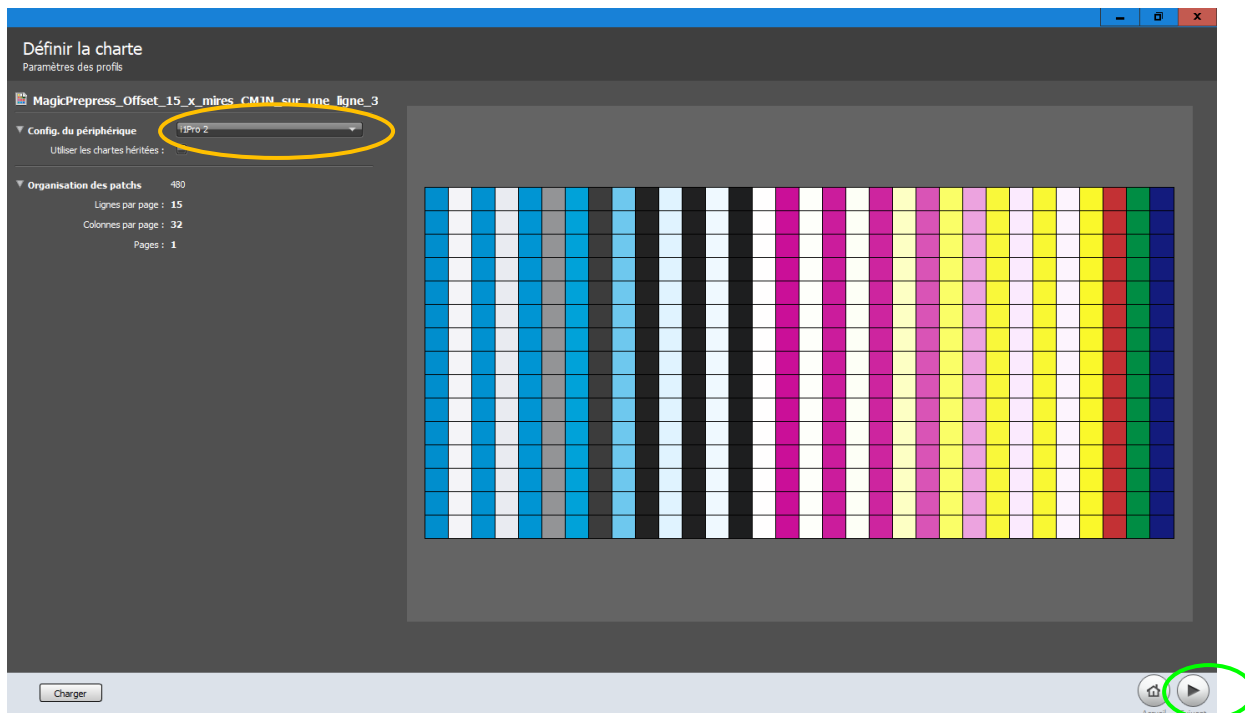 Définir la charte
Paramètres des profils
MagicPrepress_Offset_15_x_mires_CMJN_sur_une_ligne_3
Config. du périphérique i1Pro 2
Utiliser les chartes héritées :
Organisation des patchs 480
Lignes par page : 15
Colonnes par page : 32
Pages : 1
Charger